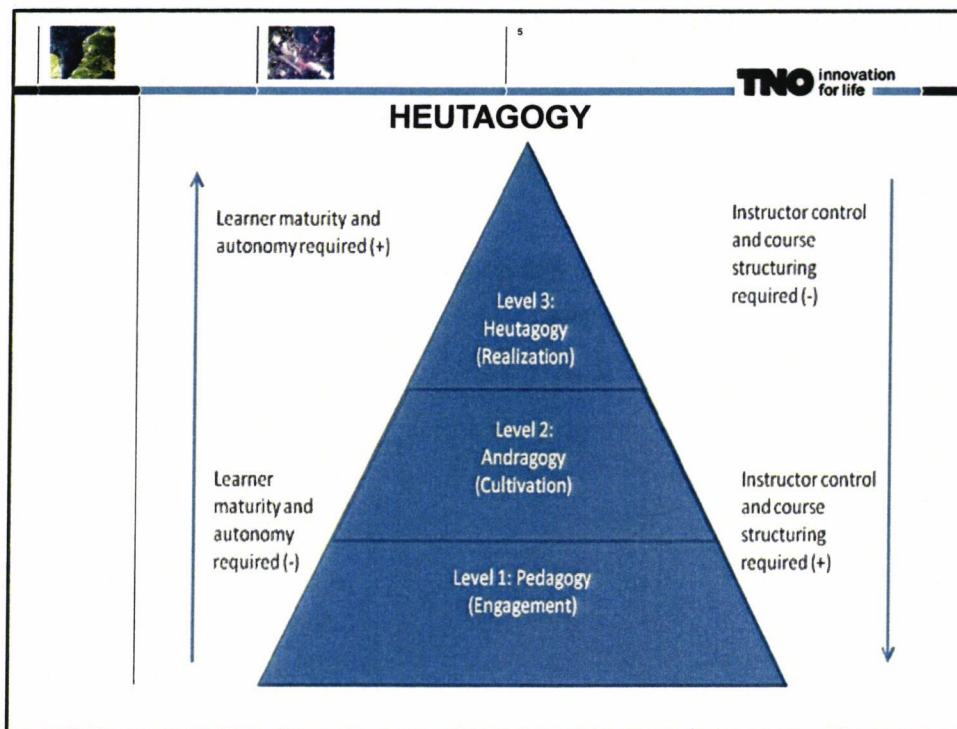 5
TNO innovation
for life
HEUTAGOGY
Learner maturity and
autonomy required (+)
Instructor control
and course
structuring
required (-)
Level 3:
Heutagogy
(Realization)
Level 2:
Andragogy
(Cultivation)
Learner
maturity and
autonomy
required (-)
Instructor control
and course
structuring
required (+)
Level 1: Pedagogy
(Engagement)